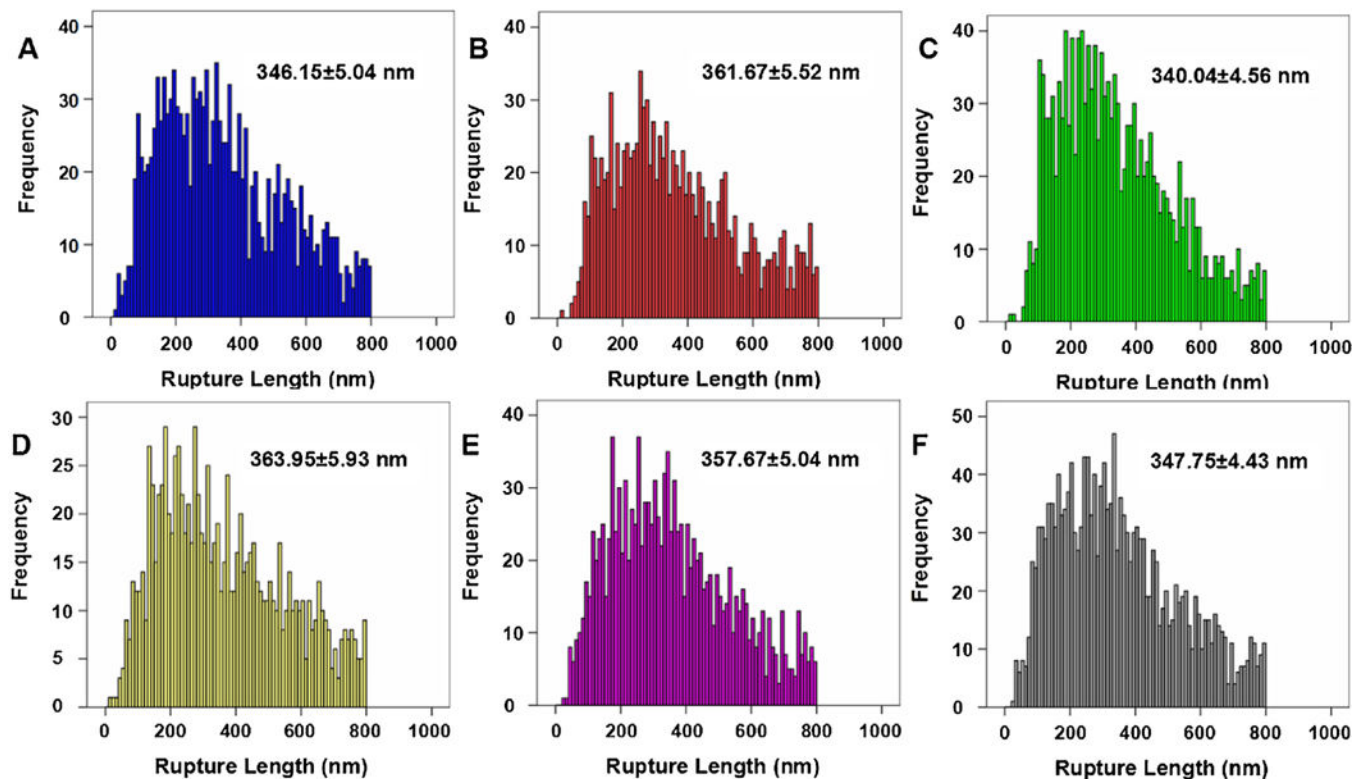 A
346.15±5.04 nm
Frequency
40
30
20
10
0
0 200 400 600 800 1000
Rupture Length (nm)
B
361.67±5.52 nm
Frequency
40
30
20
10
0
0 200 400 600 800 1000
Rupture Length (nm)
C
340.04±4.56 nm
Frequency
40
30
20
10
0
0 200 400 600 800 1000
Rupture Length (nm)
D
363.95±5.93 nm
Frequency
30
25
20
15
10
5
0
0 200 400 600 800 1000
Rupture Length (nm)
E
357.67±5.04 nm
Frequency
40
30
20
10
0
0 200 400 600 800 1000
Rupture Length (nm)
F
347.75±4.43 nm
Frequency
50
40
30
20
10
0
0 200 400 600 800 1000
Rupture Length (nm)